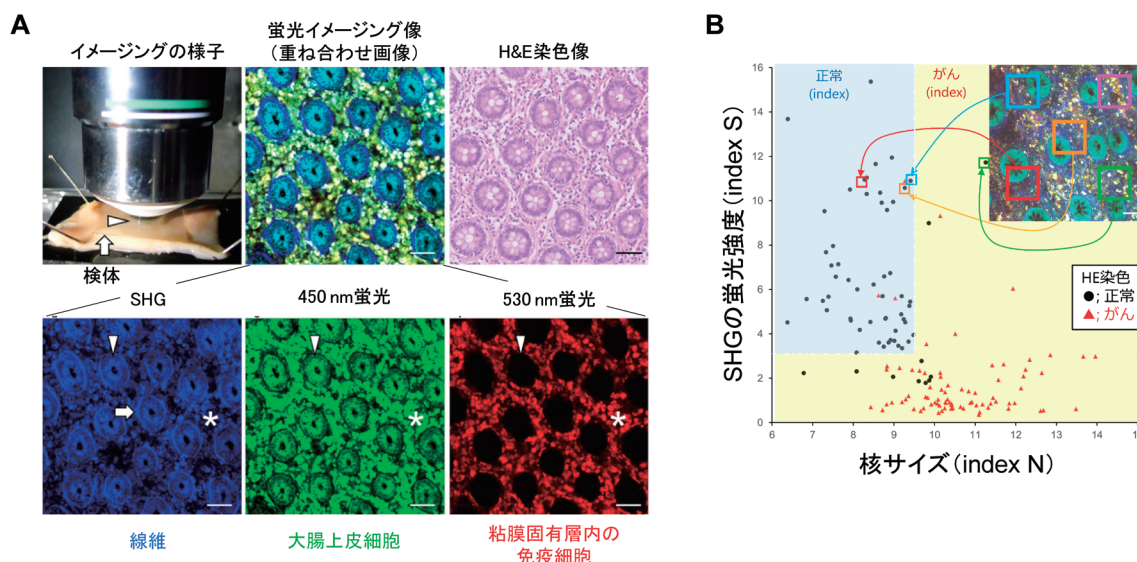 A
イメージングの様子
蛍光イメージング像
(重ね合わせ画像)
H&E染色像
検体
SHG
450 nm蛍光
530 nm蛍光
*
*
*
線維
大腸上皮細胞
粘膜固有層内の
免疫細胞
B
SHGの蛍光強度(index S)
16
14
12
10
8
6
4
2
0
正常
(index)
がん
(index)
HE染色
●; 正常
▲; がん
6 7 8 9 10 11 12 13 14 15
核サイズ(index N)